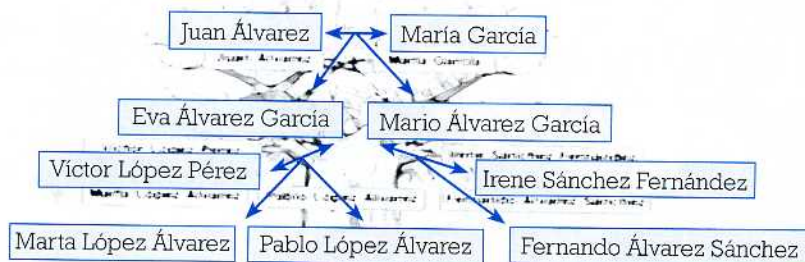 Juan Álvarez María García
Eva Álvarez García Mario Álvarez García
Víctor López Pérez Irene Sánchez Fernández
Marta López Álvarez Pablo López Álvarez Fernando Álvarez Sánchez